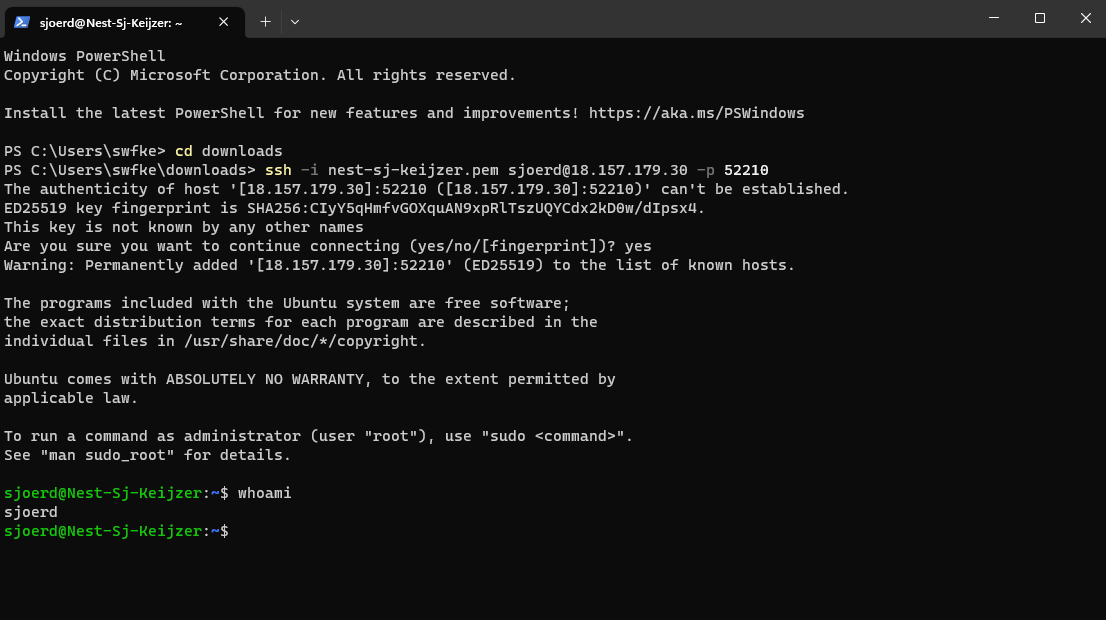 sjoerd@Nest-Sj-Keijzer: ~
Windows PowerShell
Copyright (C) Microsoft Corporation. All rights reserved.
Install the latest PowerShell for new features and improvements! https://aka.ms/PSWindows
PS C:\Users\swfke> cd downloads
PS C:\Users\swfke\downloads> ssh -i nest-sj-keijzer.pem sjoerd@18.157.179.30 -p 52210
The authenticity of host '[18.157.179.30]:52210 ([18.157.179.30]:52210)' can't be established.
ED25519 key fingerprint is SHA256:CIyY5qHmfvGOXquAN9xpRlTszUQYCdx2kD0w/dIpsx4.
This key is not known by any other names
Are you sure you want to continue connecting (yes/no/[fingerprint])? yes
Warning: Permanently added '[18.157.179.30]:52210' (ED25519) to the list of known hosts.
The programs included with the Ubuntu system are free software;
the exact distribution terms for each program are described in the
individual files in /usr/share/doc/*/copyright.
Ubuntu comes with ABSOLUTELY NO WARRANTY, to the extent permitted by
applicable law.
To run a command as administrator (user "root"), use "sudo <command>".
See "man sudo_root" for details.
sjoerd@Nest-Sj-Keijzer:~$ whoami
sjoerd
sjoerd@Nest-Sj-Keijzer:~$